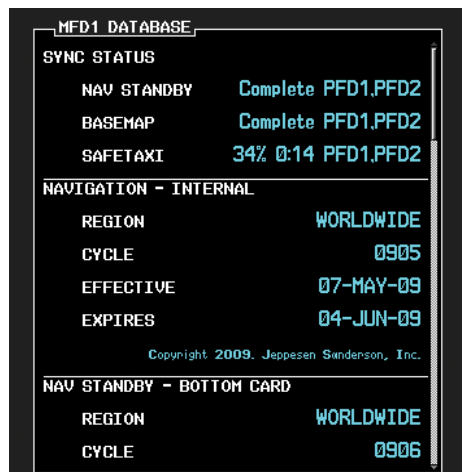 MFD1 DATABASE
SYNC STATUS
NAV STANDBY Complete PFD1,PFD2
BASEMAP Complete PFD1,PFD2
SAFETAXI 34% 0:14 PFD1,PFD2
NAVIGATION – INTERNAL
REGION WORLDWIDE
CYCLE 0905
EFFECTIVE 07–MAY–09
EXPIRES 04–JUN–09
Copyright 2009. Jeppesen Sanderson, Inc.
NAV STANDBY – BOTTOM CARD
REGION WORLDWIDE
CYCLE 0906